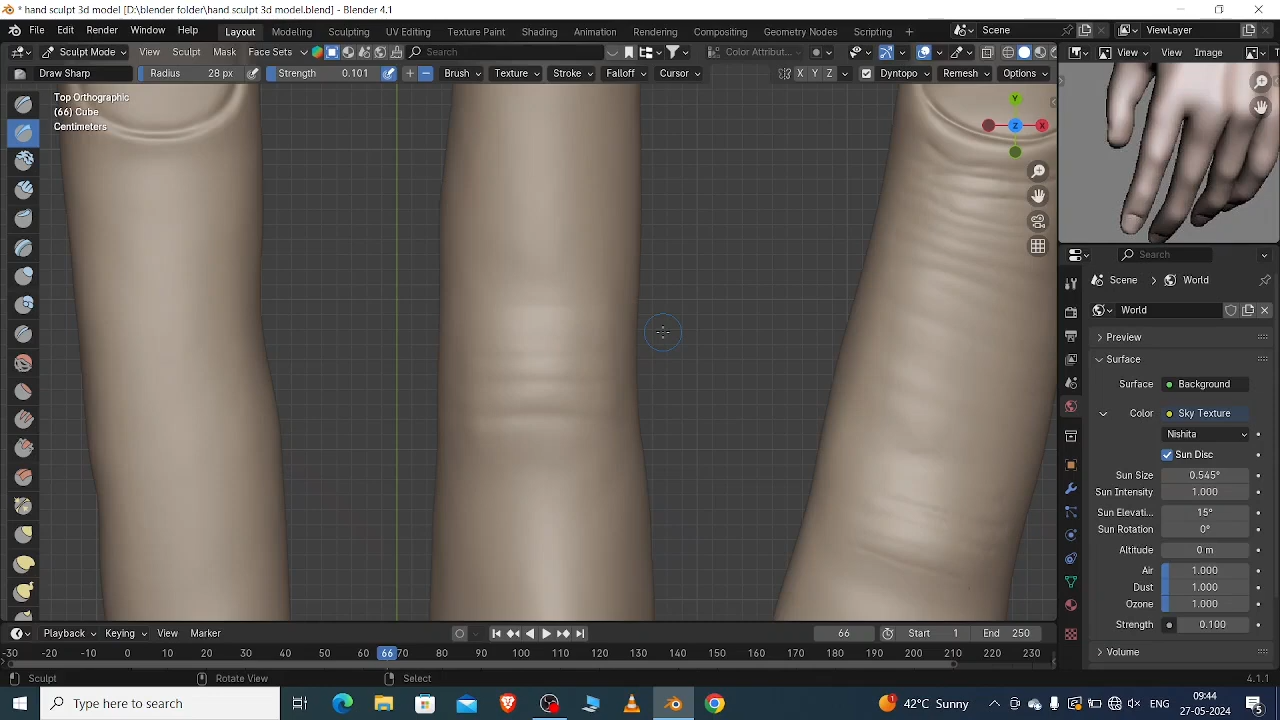 * hand sculpt 3d model [D:\blender folder\hand sculpt 3d model.blend] - Blender 4.1
File Edit Render Window Help Layout Modeling Sculpting UV Editing Texture Paint Shading Animation Rendering Compositing Geometry Nodes Scripting Scene ViewLayer
Sculpt Mode View Sculpt Mask Face Sets Search Color Attribut... View Image
Draw Sharp Radius 28 px Strength 0.101 Brush Texture Stroke Falloff Cursor X Y Z Dyntopo Remesh Options
Top Orthographic
(66) Cube
Centimeters
Y
Z X
Search
Scene World
World
Preview
Surface
Surface Background
Color Sky Texture
Nishita
Sun Disc
Sun Size 0.545°
Sun Intensity 1.000
Sun Elevati... 15°
Sun Rotation 0°
Altitude 0 m
Air 1.000
Dust 1.000
Ozone 1.000
Strength 0.100
Volume
Playback Keying View Marker 66 Start 1 End 250
-30 -20 -10 0 10 20 30 40 50 60 66 70 80 90 100 110 120 130 140 150 160 170 180 190 200 210 220 230
Sculpt Rotate View Select 4.1.1
Type here to search 1 42°C Sunny 09:44
27-05-2024